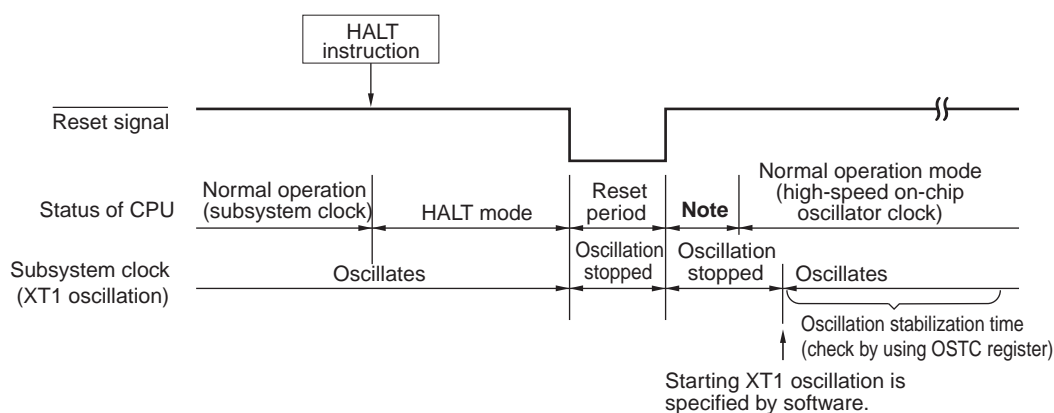 HALT
instruction
Reset signal
Status of CPU
Normal operation
(subsystem clock)
HALT mode
Reset
period
Note
Normal operation mode
(high-speed on-chip
oscillator clock)
Subsystem clock
(XT1 oscillation)
Oscillates
Oscillation
stopped
Oscillation
stopped
Oscillates
Oscillation stabilization time
(check by using OSTC register)
Starting XT1 oscillation is
specified by software.